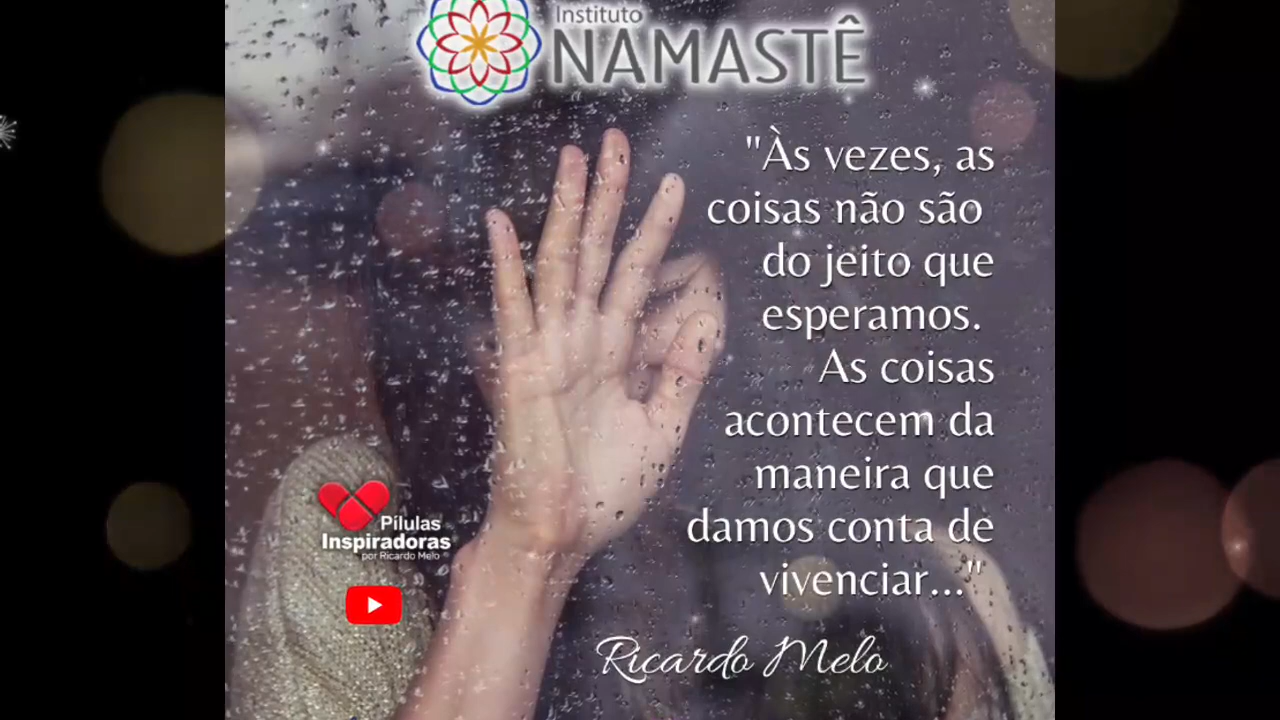 Instituto
NAMASTÊ
"Às vezes, as
coisas não são
do jeito que
esperamos.
As coisas
acontecem da
maneira que
damos conta de
vivenciar..."
Pílulas
Inspiradoras
por Ricardo Melo
Ricardo Melo